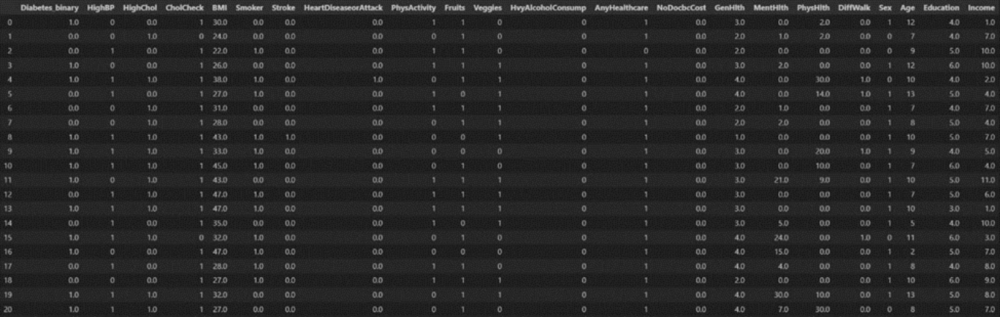 Diabetes_binary HighBP HighChol CholCheck BMI Smoker Stroke HeartDiseaseorAttack PhysActivity Fruits Veggies HvyAlcoholConsump AnyHealthcare NoDocbcCost GenHlth MentHlth PhysHlth DiffWalk Sex Age Education Income
0 1.0 0 0.0 1 30.0 0.0 0.0 0.0 1 1 0 0 1 0.0 3.0 0.0 2.0 0.0 1 12 4.0 1.0
1 0.0 0 1.0 0 24.0 0.0 0.0 0.0 0 1 0 0 1 0.0 2.0 1.0 2.0 0.0 0 7 4.0 7.0
2 0.0 1 0.0 1 22.0 1.0 0.0 0.0 1 1 0 0 0 0.0 2.0 0.0 0.0 0.0 0 9 5.0 10.0
3 1.0 0 0.0 1 26.0 0.0 0.0 0.0 1 1 1 0 1 0.0 3.0 2.0 0.0 0.0 1 12 6.0 10.0
4 1.0 1 1.0 1 38.0 1.0 0.0 1.0 0 1 1 0 1 0.0 4.0 0.0 30.0 1.0 0 10 4.0 2.0
5 0.0 1 0.0 1 27.0 1.0 0.0 0.0 1 0 1 0 1 0.0 4.0 0.0 14.0 1.0 1 13 5.0 4.0
6 0.0 0 1.0 1 31.0 0.0 0.0 0.0 1 1 1 0 1 0.0 2.0 1.0 0.0 0.0 1 7 4.0 7.0
7 0.0 0 1.0 1 28.0 0.0 0.0 0.0 0 1 1 0 1 0.0 2.0 2.0 0.0 0.0 1 8 5.0 4.0
8 1.0 1 1.0 1 43.0 1.0 1.0 0.0 0 0 1 0 1 0.0 1.0 0.0 0.0 0.0 1 10 5.0 7.0
9 1.0 1 1.0 1 33.0 1.0 0.0 0.0 0 0 0 0 1 0.0 3.0 0.0 20.0 1.0 1 9 4.0 5.0
10 1.0 1 1.0 1 45.0 1.0 0.0 0.0 0 1 0 0 1 0.0 3.0 0.0 10.0 0.0 1 7 6.0 4.0
11 1.0 0 1.0 1 43.0 0.0 0.0 0.0 1 1 1 0 1 0.0 3.0 21.0 9.0 0.0 1 10 5.0 11.0
12 0.0 1 1.0 1 47.0 1.0 0.0 0.0 1 1 1 0 1 0.0 3.0 0.0 0.0 0.0 1 7 5.0 6.0
13 1.0 1 1.0 1 47.0 1.0 0.0 0.0 1 1 1 0 1 0.0 3.0 0.0 0.0 0.0 1 10 3.0 1.0
14 0.0 1 0.0 1 35.0 0.0 0.0 0.0 1 0 1 0 1 0.0 3.0 5.0 0.0 0.0 1 5 4.0 10.0
15 1.0 1 1.0 0 32.0 1.0 0.0 0.0 0 1 0 0 1 0.0 4.0 24.0 0.0 1.0 0 11 6.0 3.0
16 1.0 0 0.0 1 47.0 1.0 0.0 0.0 0 0 0 0 1 0.0 4.0 15.0 0.0 0.0 1 2 5.0 7.0
17 0.0 1 0.0 1 28.0 1.0 0.0 0.0 1 1 0 0 1 0.0 4.0 4.0 0.0 0.0 1 8 4.0 8.0
18 0.0 0 0.0 1 27.0 1.0 0.0 0.0 1 1 1 0 1 0.0 2.0 0.0 0.0 0.0 1 10 6.0 9.0
19 1.0 1 1.0 1 32.0 0.0 0.0 0.0 0 1 1 0 1 0.0 4.0 30.0 10.0 0.0 1 13 5.0 8.0
20 1.0 1 1.0 1 27.0 0.0 0.0 0.0 0 1 0 0 1 0.0 4.0 7.0 30.0 0.0 0 8 5.0 7.0